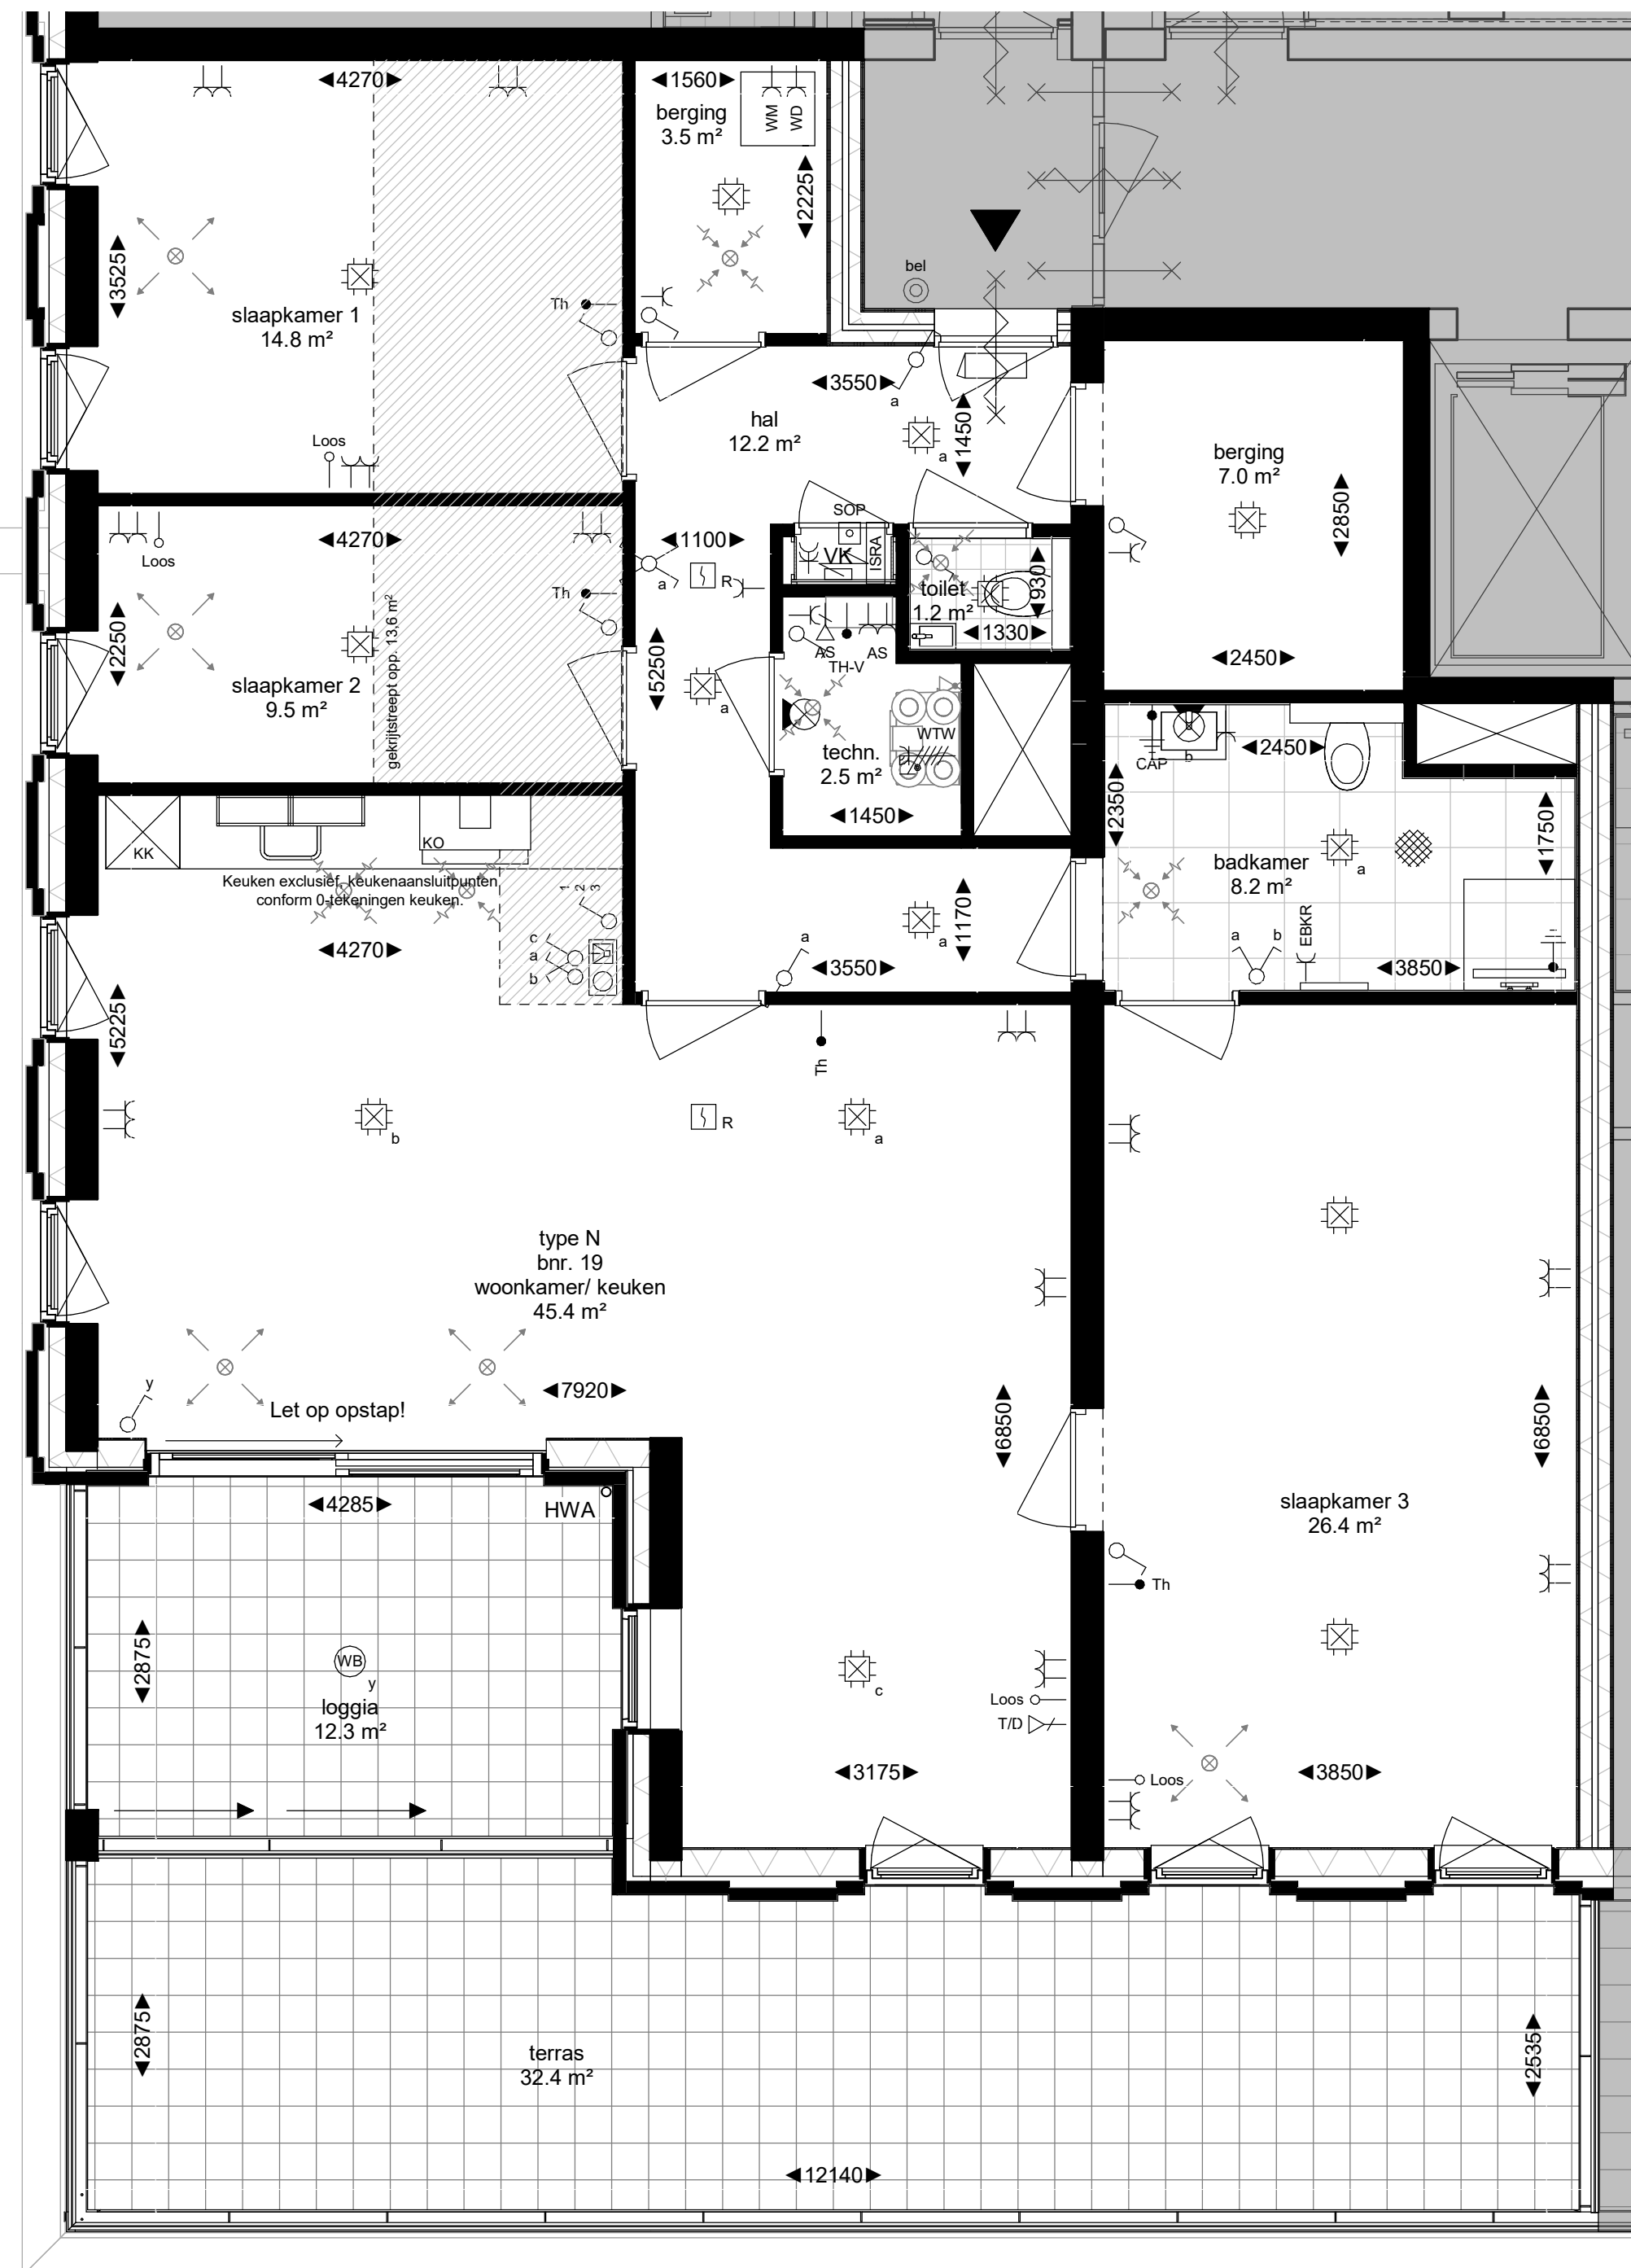 4270
1560
berging
3.5 m²
WM
WD
2225
3525
slaapkamer 1
14.8 m²
Th
bel
3550
a
hal
12.2 m²
1450
a
Loos
berging
7.0 m²
2850
2450
Loos
4270
1100
SOP
VK
ISRA
toilet
1.2 m²
930
1330
a
R
Th
2250
slaapkamer 2
9.5 m²
gekrijtstreept opp. 13,6 m²
5250
a
AS
TH-V
AS
WTW
techn.
2.5 m²
1450
CAP
b
2450
2350
1750
badkamer
8.2 m²
a
a
b
EBKR
3850
KK
KO
Keuken exclusief, keukenaansluitpunten
conform 0-tekeningen keuken.
1
2
3
4270
c
a
b
5225
a
1170
a
3550
Th
b
R
a
type N
bnr. 19
woonkamer/ keuken
45.4 m²
y
Let op opstap!
7920
6850
6850
slaapkamer 3
26.4 m²
4285
HWA
Th
2875
WB
y
loggia
12.3 m²
c
Loos
T/D
3175
Loos
3850
2875
terras
32.4 m²
2535
12140